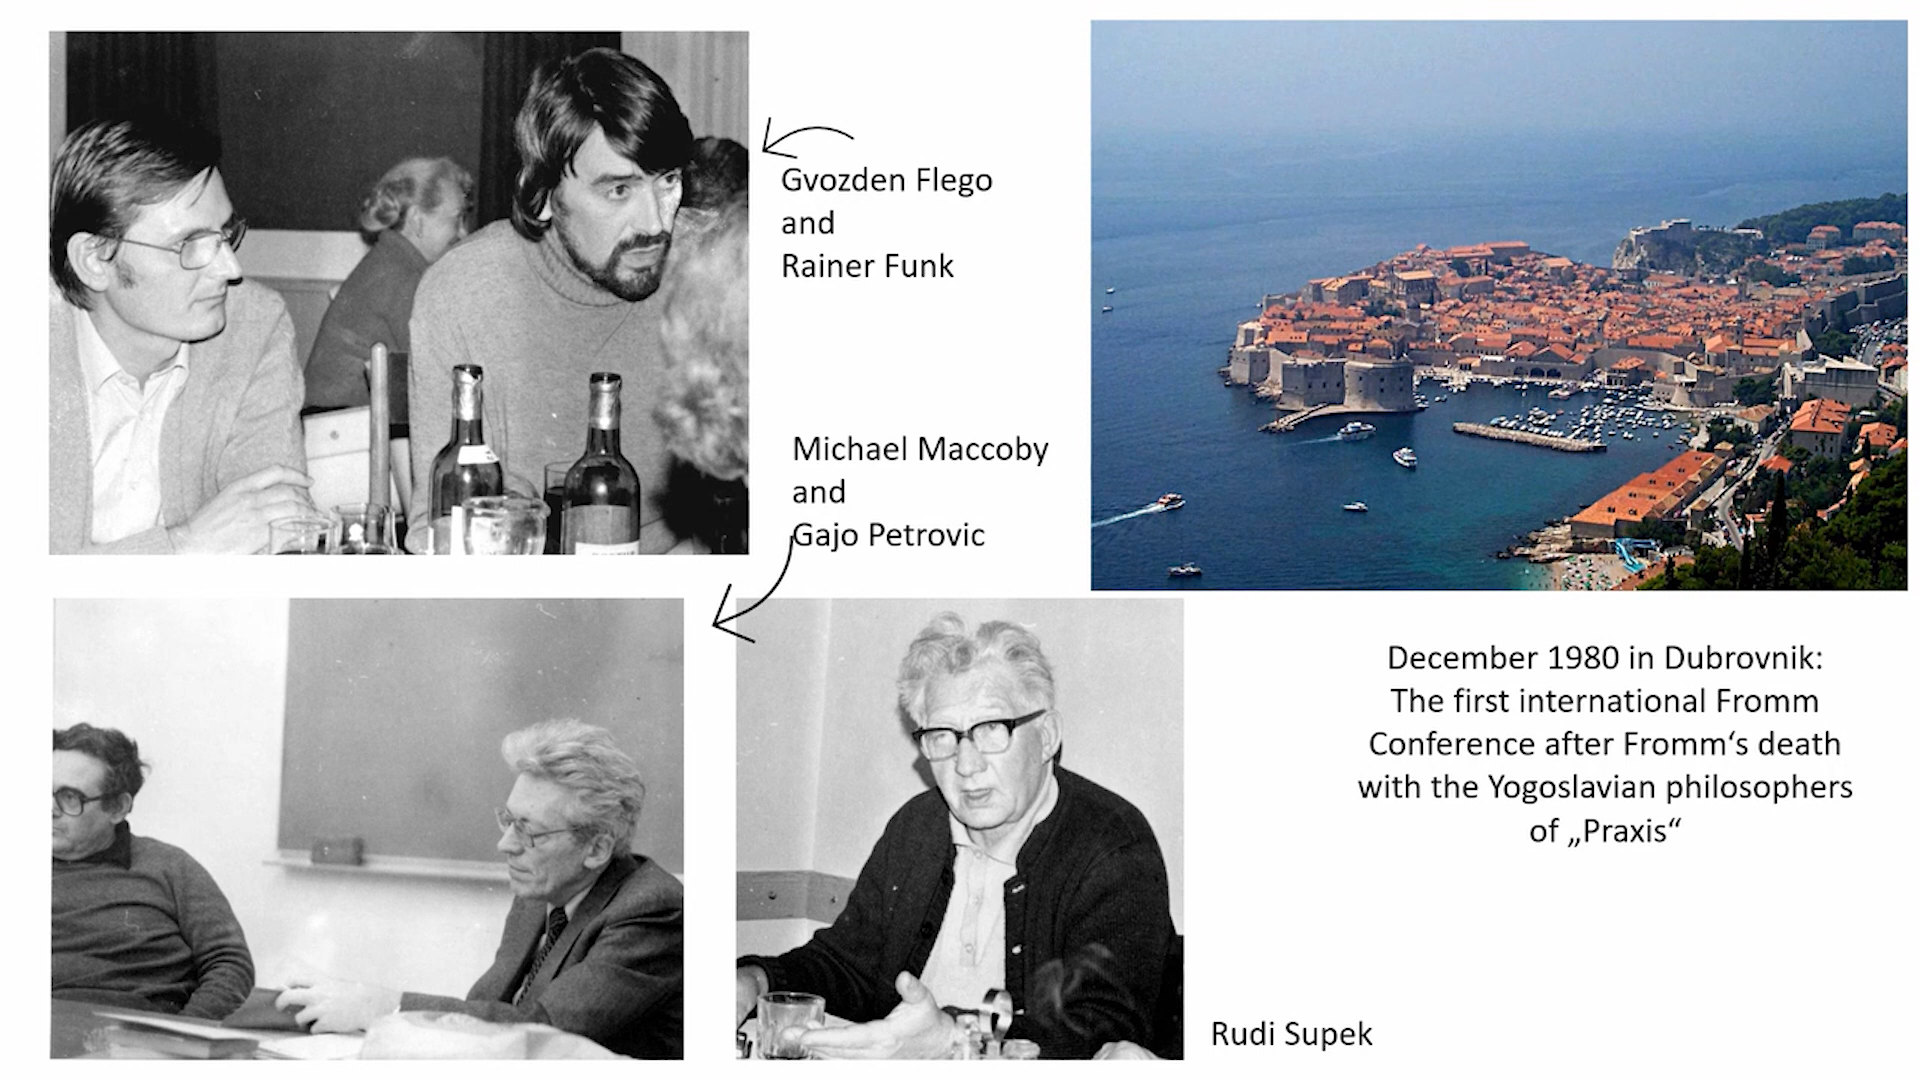 Gvozden Flego
and
Rainer Funk
Michael Maccoby
and
Gajo Petrovic
December 1980 in Dubrovnik:
The first international Fromm
Conference after Fromm‘s death
with the Yogoslavian philosophers
of „Praxis“
Rudi Supek